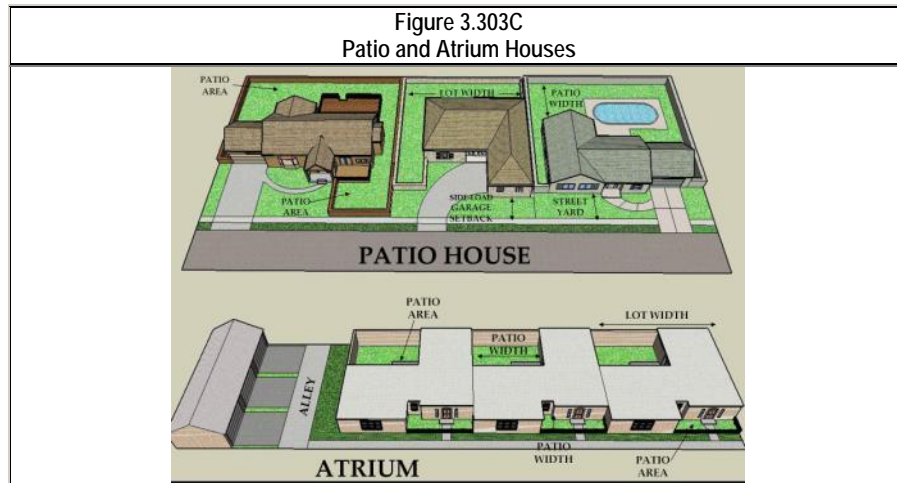 Figure 3.303C
Patio and Atrium Houses
PATIO
AREA
LOT WIDTH
PATIO
WIDTH
PATIO
AREA
SIDE-LOAD
GARAGE
SETBACK
STREET
YARD
PATIO HOUSE
PATIO
AREA
PATIO
WIDTH
LOT WIDTH
ALLEY
PATIO
WIDTH
PATIO
AREA
ATRIUM